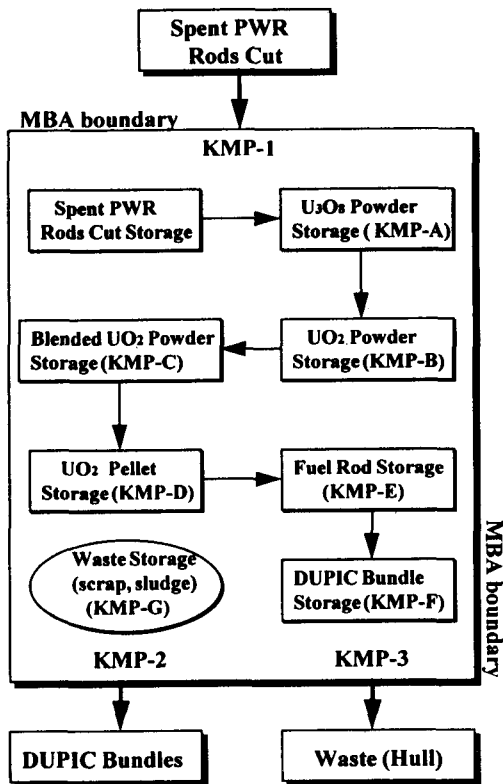 Spent PWR
Rods Cut
MBA boundary
KMP-1
Spent PWR
Rods Cut Storage
U3O8 Powder
Storage ( KMP-A)
Blended UO2 Powder
Storage (KMP-C)
UO2 Powder
Storage (KMP-B)
UO2 Pellet
Storage (KMP-D)
Fuel Rod Storage
(KMP-E)
Waste Storage
(scrap, sludge)
(KMP-G)
DUPIC Bundle
Storage (KMP-F)
MBA boundary
KMP-2
KMP-3
DUPIC Bundles
Waste (Hull)